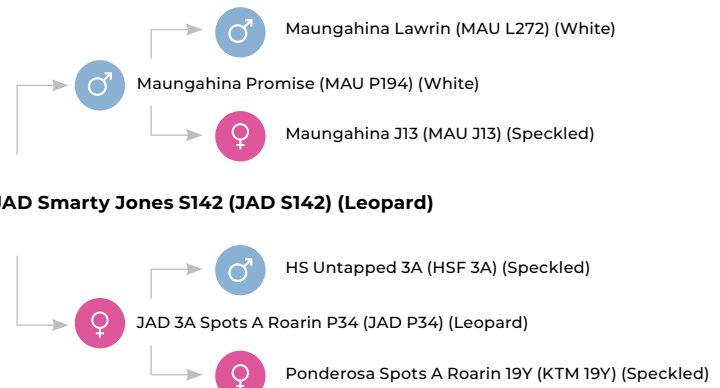 Maungahina Lawrin (MAU L272) (White)
Maungahina Promise (MAU P194) (White)
Maungahina J13 (MAU J13) (Speckled)
JAD Smarty Jones S142 (JAD S142) (Leopard)
HS Untapped 3A (HSF 3A) (Speckled)
JAD 3A Spots A Roarin P34 (JAD P34) (Leopard)
Ponderosa Spots A Roarin 19Y (KTM 19Y) (Speckled)